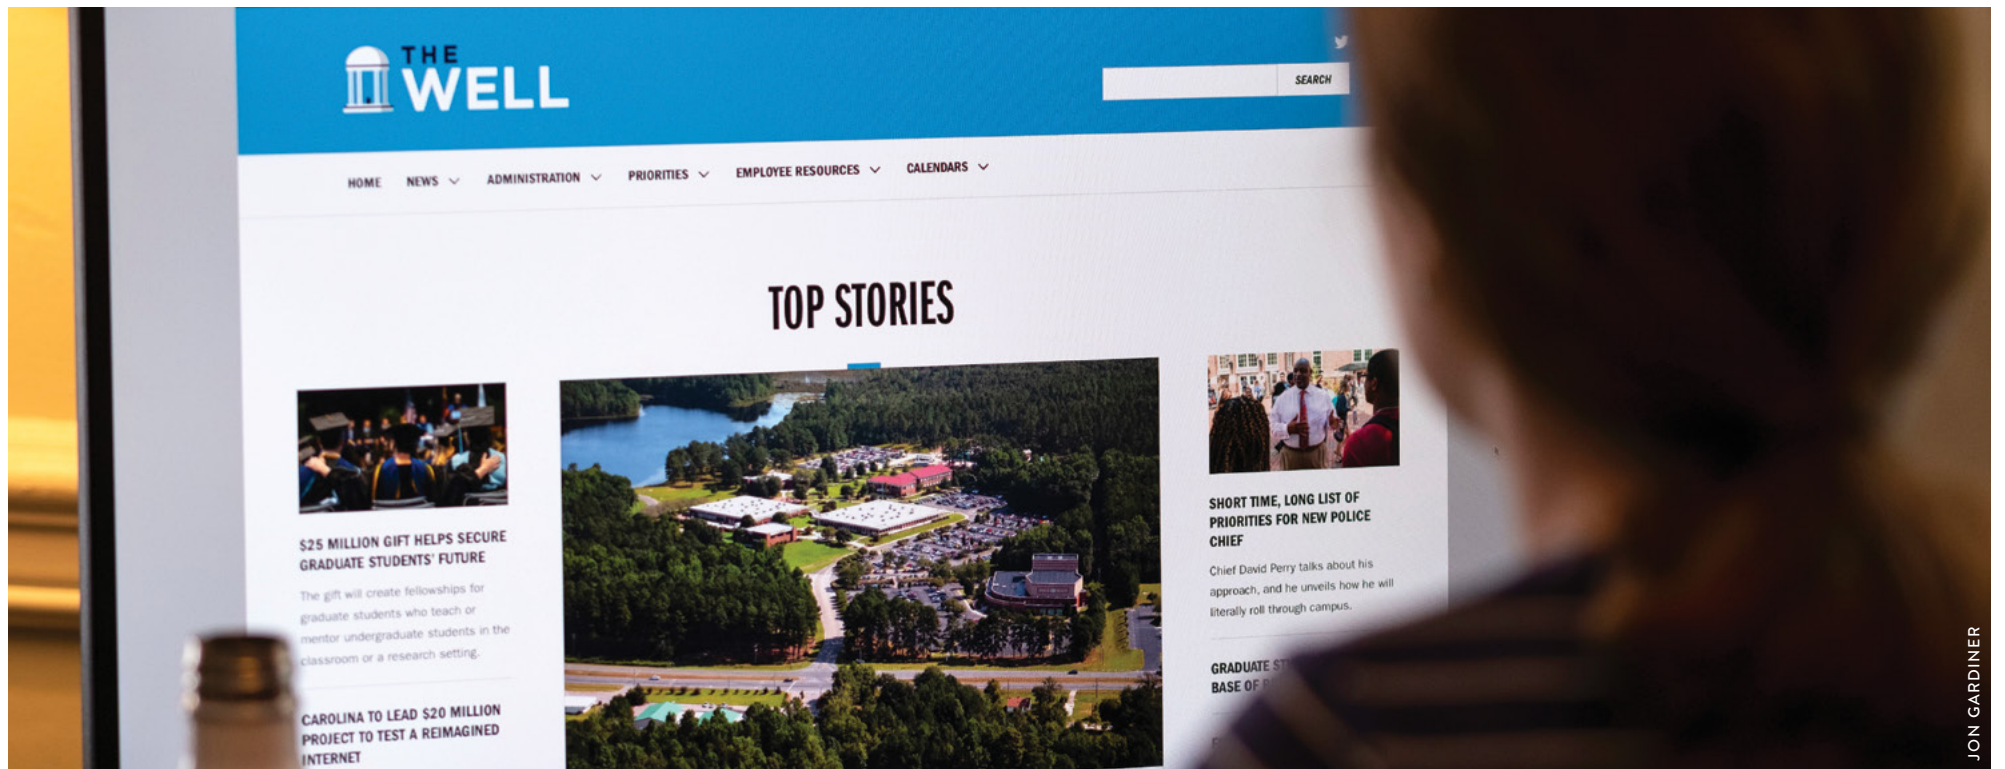 THE
WELL
SEARCH
HOME NEWS ADMINISTRATION PRIORITIES EMPLOYEE RESOURCES CALENDARS
TOP STORIES
$25 MILLION GIFT HELPS SECURE
GRADUATE STUDENTS' FUTURE
The gift will create fellowships for
graduate students who teach or
mentor undergraduate students in the
classroom or a research setting.
CAROLINA TO LEAD $20 MILLION
PROJECT TO TEST A REIMAGINED
INTERNET
SHORT TIME, LONG LIST OF
PRIORITIES FOR NEW POLICE
CHIEF
Chief David Perry talks about his
approach, and he unveils how he will
literally roll through campus.
GRADUATE
BASE OF
JON GARDINER